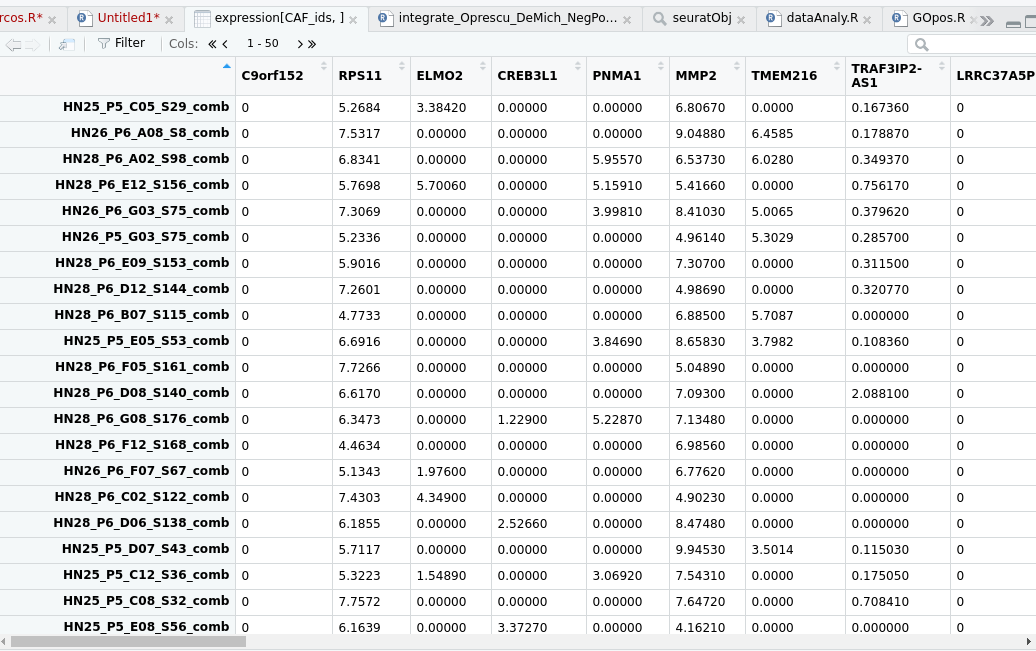 rcos.R* Untitled1* expression[CAF_ids, ] integrate_Oprescu_DeMich_NegPo... seuratObj dataAnaly.R GOpos.R
Filter Cols: 1 - 50
C9orf152 RPS11 ELMO2 CREB3L1 PNMA1 MMP2 TMEM216 TRAF3IP2-AS1 LRRC37A5P
HN25_P5_C05_S29_comb 0 5.2684 3.38420 0.00000 0.00000 6.80670 0.0000 0.167360 0
HN26_P6_A08_S8_comb 0 7.5317 0.00000 0.00000 0.00000 9.04880 6.4585 0.178870 0
HN28_P6_A02_S98_comb 0 6.8341 0.00000 0.00000 5.95570 6.53730 6.0280 0.349370 0
HN28_P6_E12_S156_comb 0 5.7698 5.70060 0.00000 5.15910 5.41660 0.0000 0.756170 0
HN26_P6_G03_S75_comb 0 7.3069 0.00000 0.00000 3.99810 8.41030 5.0065 0.379620 0
HN26_P5_G03_S75_comb 0 5.2336 0.00000 0.00000 0.00000 4.96140 5.3029 0.285700 0
HN28_P6_E09_S153_comb 0 5.9016 0.00000 0.00000 0.00000 7.30700 0.0000 0.311500 0
HN28_P6_D12_S144_comb 0 7.2601 0.00000 0.00000 0.00000 4.98690 0.0000 0.320770 0
HN28_P6_B07_S115_comb 0 4.7733 0.00000 0.00000 0.00000 6.88500 5.7087 0.000000 0
HN25_P5_E05_S53_comb 0 6.6916 0.00000 0.00000 3.84690 8.65830 3.7982 0.108360 0
HN28_P6_F05_S161_comb 0 7.7266 0.00000 0.00000 0.00000 5.04890 0.0000 0.000000 0
HN28_P6_D08_S140_comb 0 6.6170 0.00000 0.00000 0.00000 7.09300 0.0000 2.088100 0
HN28_P6_G08_S176_comb 0 6.3473 0.00000 1.22900 5.22870 7.13480 0.0000 0.000000 0
HN28_P6_F12_S168_comb 0 4.4634 0.00000 0.00000 0.00000 6.98560 0.0000 0.000000 0
HN26_P6_F07_S67_comb 0 5.1343 1.97600 0.00000 0.00000 6.77620 0.0000 0.000000 0
HN28_P6_C02_S122_comb 0 7.4303 4.34900 0.00000 0.00000 4.90230 0.0000 0.000000 0
HN28_P6_D06_S138_comb 0 6.1855 0.00000 2.52660 0.00000 8.47480 0.0000 0.000000 0
HN25_P5_D07_S43_comb 0 5.7117 0.00000 0.00000 0.00000 9.94530 3.5014 0.115030 0
HN25_P5_C12_S36_comb 0 5.3223 1.54890 0.00000 3.06920 7.54310 0.0000 0.175050 0
HN25_P5_C08_S32_comb 0 7.7572 0.00000 0.00000 0.00000 7.64720 0.0000 0.708410 0
HN25_P5_E08_S56_comb 0 6.1639 0.00000 3.37270 0.00000 4.16210 0.0000 0.000000 0